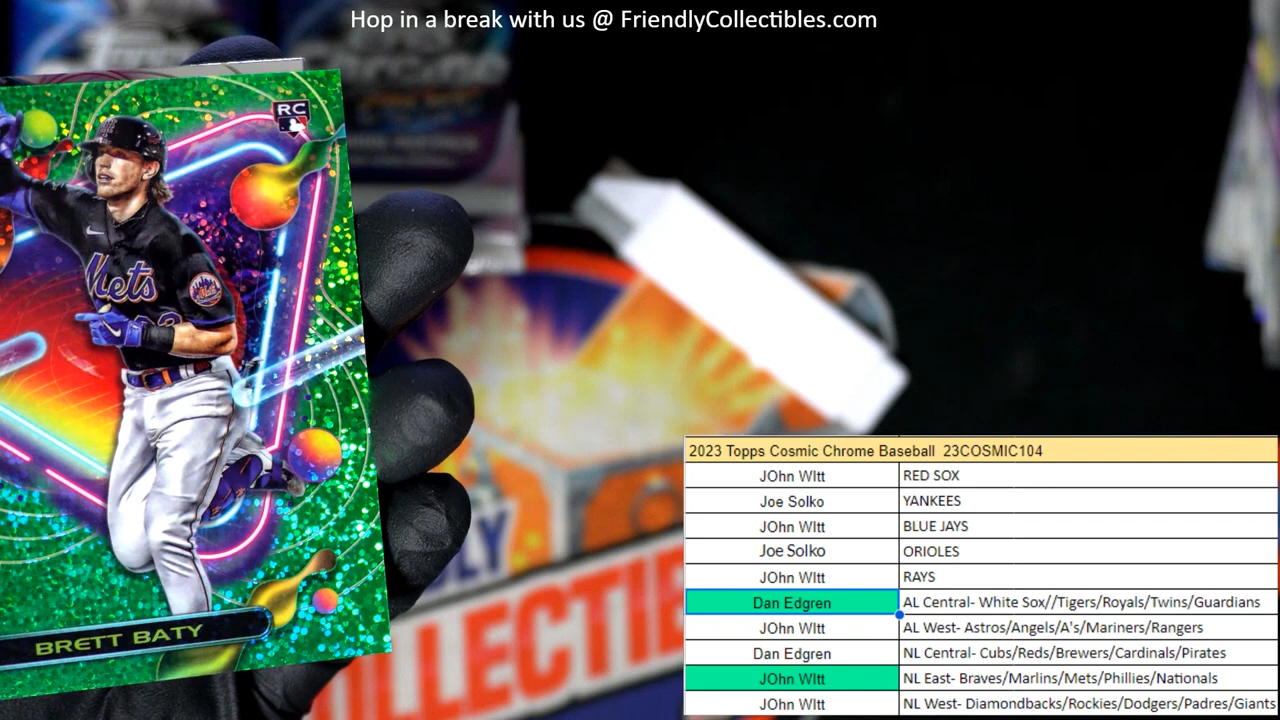 Hop in a break with us @ FriendlyCollectibles.com
RC
Mets
BRETT BATY
COLLECTIB
2023 Topps Cosmic Chrome Baseball 23COSMIC104
JOhn WItt RED SOX
Joe Solko YANKEES
JOhn WItt BLUE JAYS
Joe Solko ORIOLES
JOhn WItt RAYS
Dan Edgren AL Central- White Sox//Tigers/Royals/Twins/Guardians
JOhn WItt AL West- Astros/Angels/A's/Mariners/Rangers
Dan Edgren NL Central- Cubs/Reds/Brewers/Cardinals/Pirates
JOhn WItt NL East- Braves/Marlins/Mets/Phillies/Nationals
JOhn WItt NL West- Diamondbacks/Rockies/Dodgers/Padres/Giants